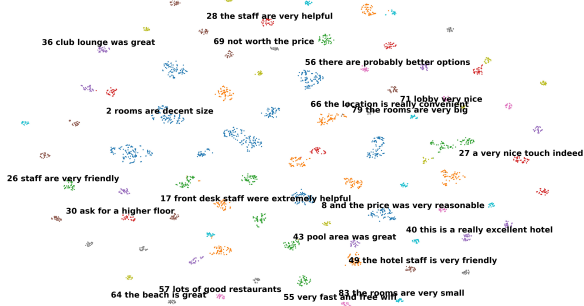 28 the staff are very helpful
36 club lounge was great
69 not worth the price
56 there are probably better options
71 lobby very nice
66 the location is really convenient
2 rooms are decent size
79 the rooms are very big
27 a very nice touch indeed
26 staff are very friendly
17 front desk staff were extremely helpful
8 and the price was very reasonable
30 ask for a higher floor
40 this is a really excellent hotel
43 pool area was great
49 the hotel staff is very friendly
57 lots of good restaurants
64 the beach is great
83 the rooms are very small
55 very fast and free wifi